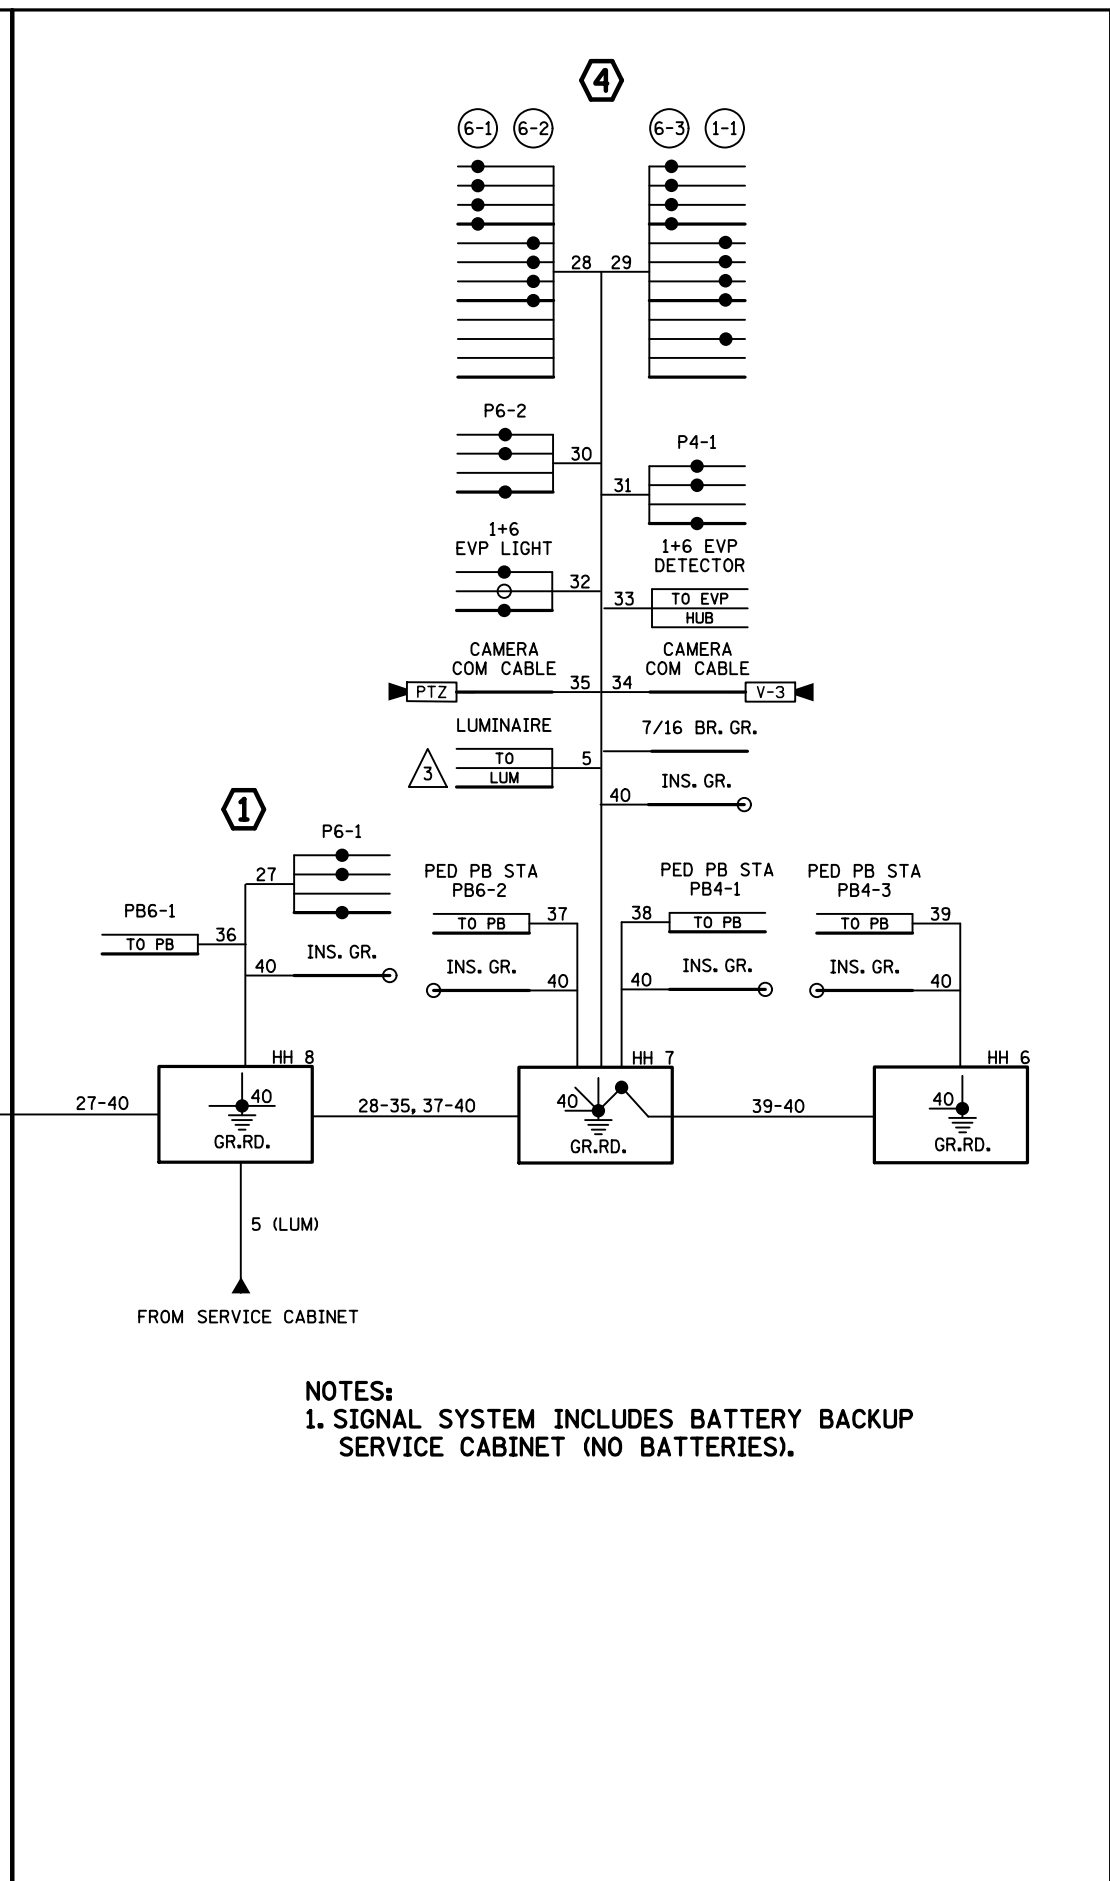 4
6-1 6-2 6-3 1-1
28 29
P6-2
30
P4-1
31
1+6
EVP LIGHT
32
1+6 EVP
DETECTOR
33
TO EVP
HUB
CAMERA
COM CABLE
PTZ
35 34
CAMERA
COM CABLE
V-3
LUMINAIRE
3
TO
LUM
5
7/16 BR. GR.
40
INS. GR.
1
P6-1
27
PB6-1
TO PB
36
40
INS. GR.
PED PB STA
PB6-2
TO PB
37
INS. GR.
40
PED PB STA
PB4-1
38
TO PB
40
INS. GR.
PED PB STA
PB4-3
TO PB
39
INS. GR.
40
27-40
HH 8
40
GR.RD.
28-35, 37-40
HH 7
40
GR.RD.
39-40
HH 6
40
GR.RD.
5 (LUM)
FROM SERVICE CABINET
NOTES:
1. SIGNAL SYSTEM INCLUDES BATTERY BACKUP
SERVICE CABINET (NO BATTERIES).